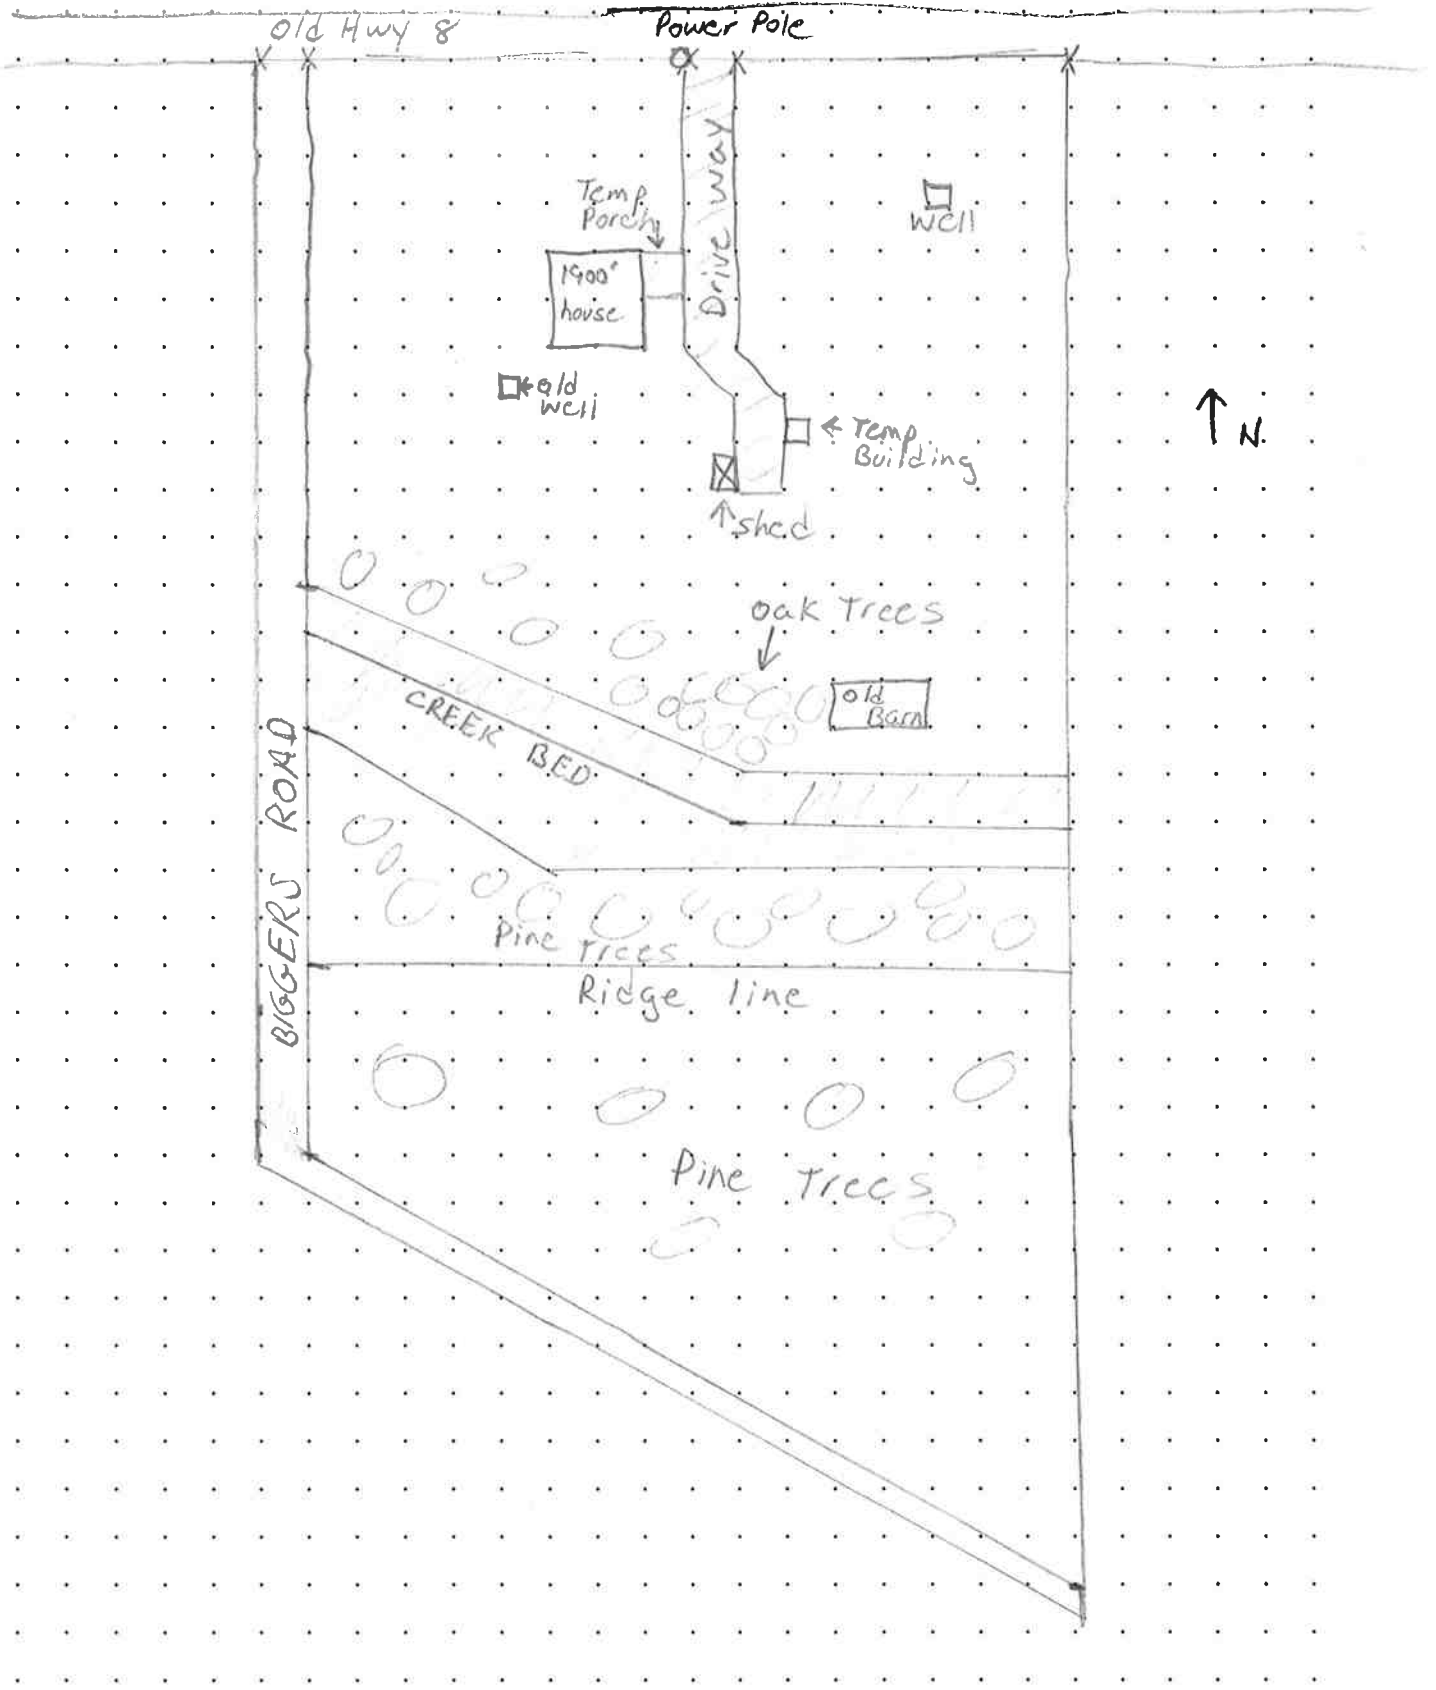 Old Hwy 8
Power Pole
Drive way
Temp.
Porch
Well
1900'
house
old
well
Temp.
Building
N.
shed
oak Trees
old
Barn
CREEK BED
BIGGERS ROAD
Pine Trees
Ridge line
Pine Trees